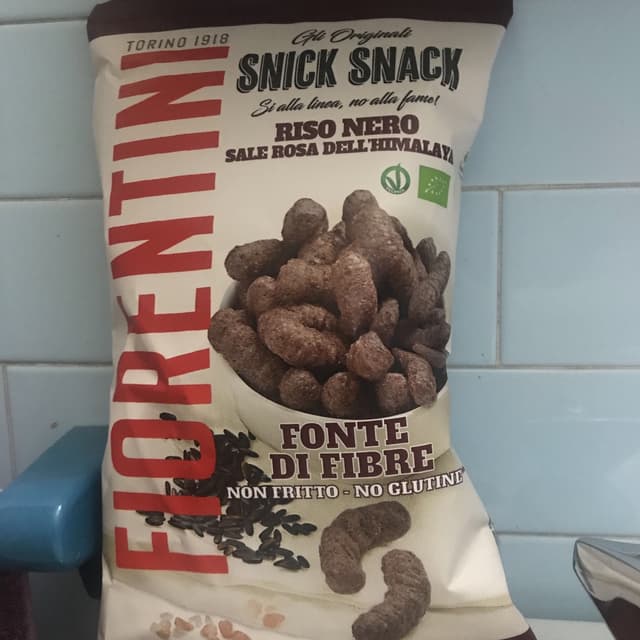 TORINO 1918
FIORENTINI
Gli Originali
SNICK SNACK
Si alla linea, no alla fame!
RISO NERO
SALE ROSA DELL'HIMALAYA
FONTE
DI FIBRE
NON FRITTO - NO GLUTINE